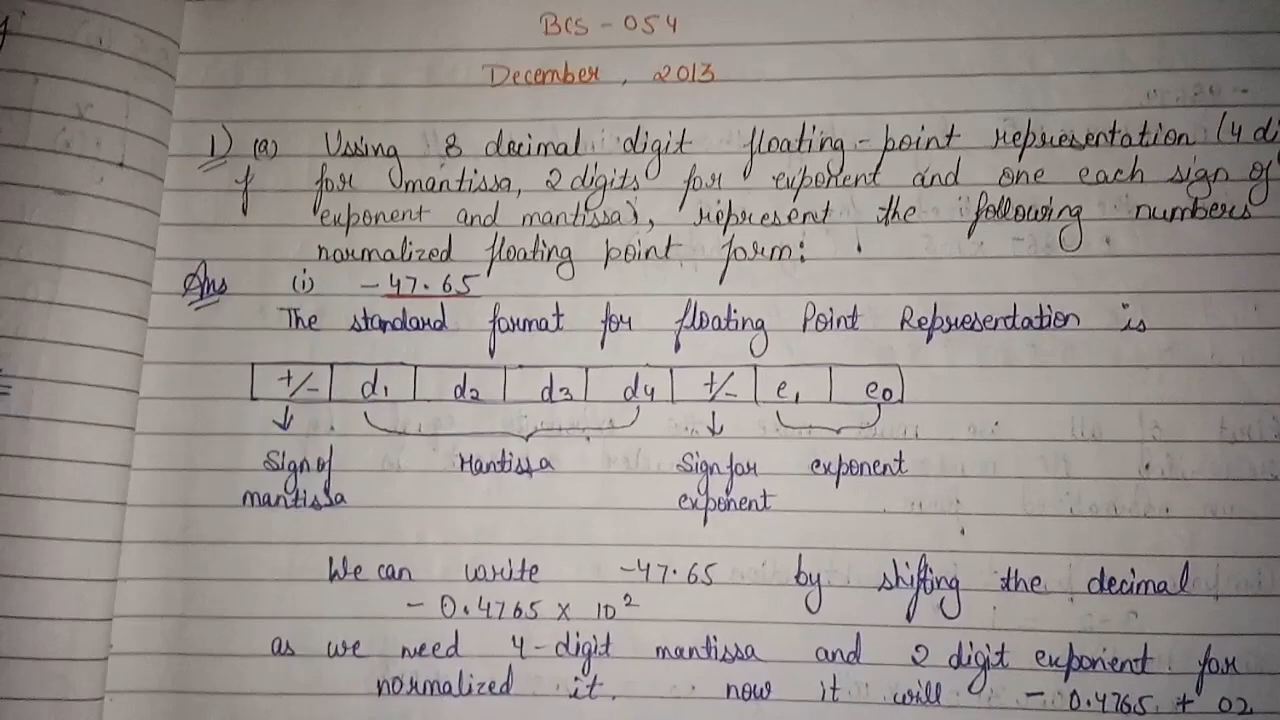 BCS - 054
December, 2013
1) (a) Using 8 decimal digit floating-point representation (4 di
for mantissa, 2 digits for exponent and one each sign of
exponent and mantissa), represent the following numbers
normalized floating point form:
Ans (i) -47.65
The standard format for floating Point Representation is
+/- d1 d2 d3 d4 +/- e1 e0
Sign of mantissa Mantissa Sign for exponent exponent
We can write -47.65 by shifting the decimal
- 0.4765 x 10²
as we need 4-digit mantissa and 2 digit exponent for
normalized it. now it will - 0.4765 + 02